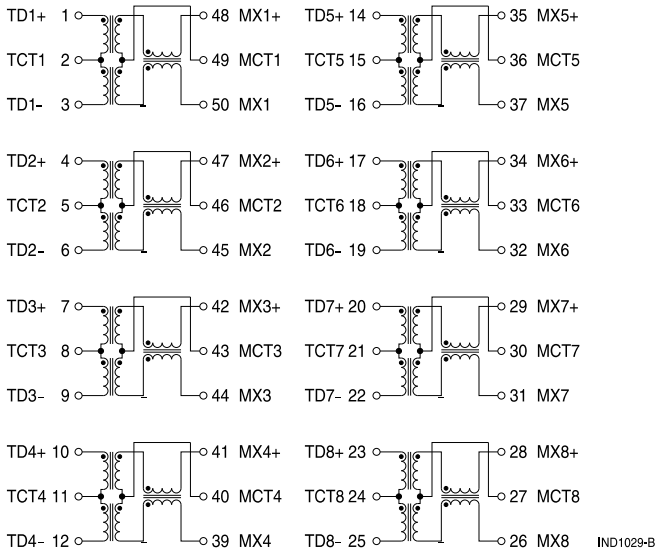 TD1+ 1 48 MX1+ TD5+ 14 35 MX5+
TCT1 2 49 MCT1 TCT5 15 36 MCT5
TD1- 3 50 MX1 TD5- 16 37 MX5
TD2+ 4 47 MX2+ TD6+ 17 34 MX6+
TCT2 5 46 MCT2 TCT6 18 33 MCT6
TD2- 6 45 MX2 TD6- 19 32 MX6
TD3+ 7 42 MX3+ TD7+ 20 29 MX7+
TCT3 8 43 MCT3 TCT7 21 30 MCT7
TD3- 9 44 MX3 TD7- 22 31 MX7
TD4+ 10 41 MX4+ TD8+ 23 28 MX8+
TCT4 11 40 MCT4 TCT8 24 27 MCT8
TD4- 12 39 MX4 TD8- 25 26 MX8 IND1029-B